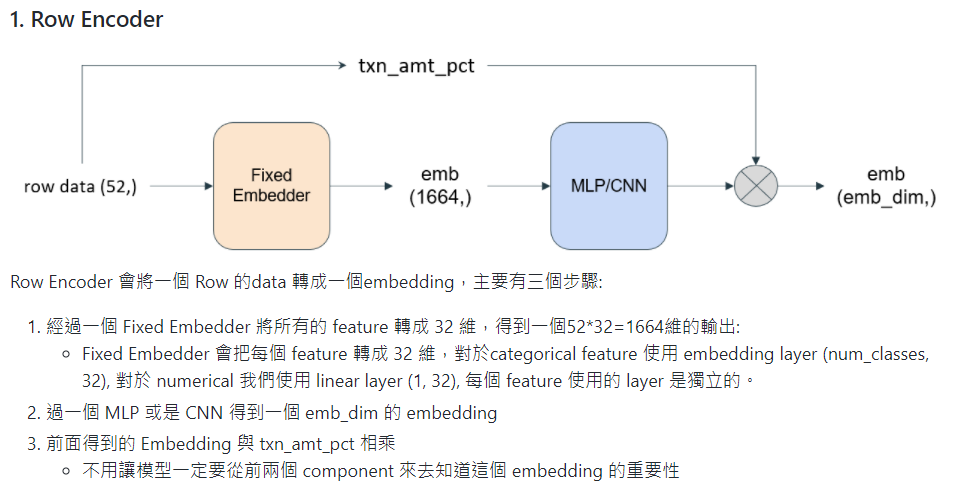 1. Row Encoder
txn_amt_pct
row data (52,)
Fixed
Embedder
emb
(1664,)
MLP/CNN
emb
(emb_dim,)
Row Encoder 會將一個 Row 的data 轉成一個embedding，主要有三個步驟:
1. 經過一個 Fixed Embedder 將所有的 feature 轉成 32 維，得到一個52*32=1664維的輸出:
Fixed Embedder 會把每個 feature 轉成 32 維，對於categorical feature 使用 embedding layer (num_classes,
32), 對於 numerical 我們使用 linear layer (1, 32), 每個 feature 使用的 layer 是獨立的。
2. 過一個 MLP 或是 CNN 得到一個 emb_dim 的 embedding
3. 前面得到的 Embedding 與 txn_amt_pct 相乘
不用讓模型一定要從前兩個 component 來去知道這個 embedding 的重要性